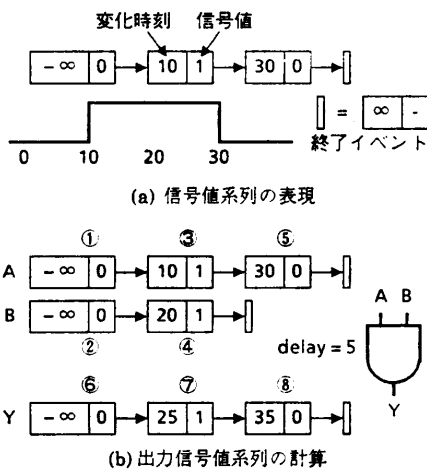 変化時刻 信号値
-∞ 0 10 1 30 0
= ∞ -
終了イベント
0 10 20 30
(a) 信号値系列の表現
① ③ ⑤
A -∞ 0 10 1 30 0
B -∞ 0 20 1
② ④
A B
delay = 5
⑥ ⑦ ⑧
Y -∞ 0 25 1 35 0
Y
(b) 出力信号値系列の計算